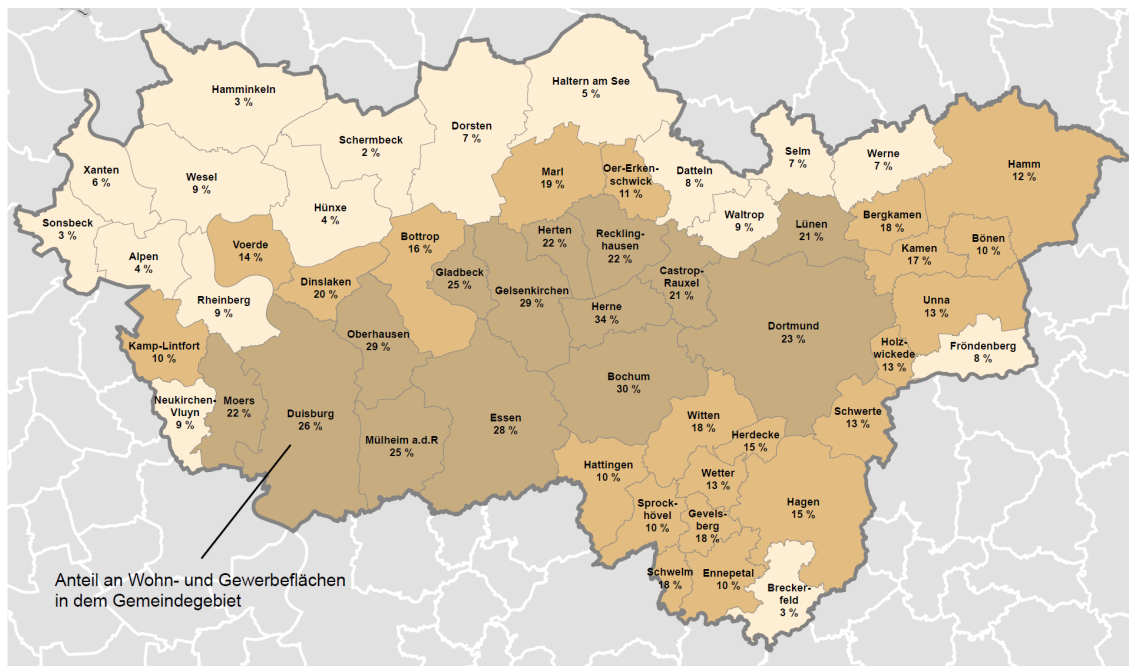 Hamminkeln
3 %
Haltern am See
5 %
Dorsten
7 %
Schermbeck
2 %
Selm
7 %
Werne
7 %
Xanten
6 %
Wesel
9 %
Marl
19 %
Oer-Erken-
schwick
11 %
Datteln
8 %
Hamm
12 %
Hünxe
4 %
Sonsbeck
3 %
Waltrop
9 %
Lünen
21 %
Bergkamen
18 %
Voerde
14 %
Bottrop
16 %
Herten
22 %
Reckling-
hausen
22 %
Kamen
17 %
Bönen
10 %
Alpen
4 %
Gladbeck
25 %
Castrop-
Rauxel
21 %
Dinslaken
20 %
Gelsenkirchen
29 %
Rheinberg
9 %
Herne
34 %
Unna
13 %
Oberhausen
29 %
Dortmund
23 %
Kamp-Lintfort
10 %
Holz-
wickede
13 %
Fröndenberg
8 %
Bochum
30 %
Neukirchen-
Vluyn
9 %
Moers
22 %
Duisburg
26 %
Essen
28 %
Mülheim a.d.R
25 %
Witten
18 %
Schwerte
13 %
Herdecke
15 %
Hattingen
10 %
Wetter
13 %
Sprock-
hövel
10 %
Gevels-
berg
18 %
Hagen
15 %
Schwelm
18 %
Ennepetal
10 %
Brecker-
feld
3 %
Anteil an Wohn- und Gewerbeflächen
in dem Gemeindegebiet